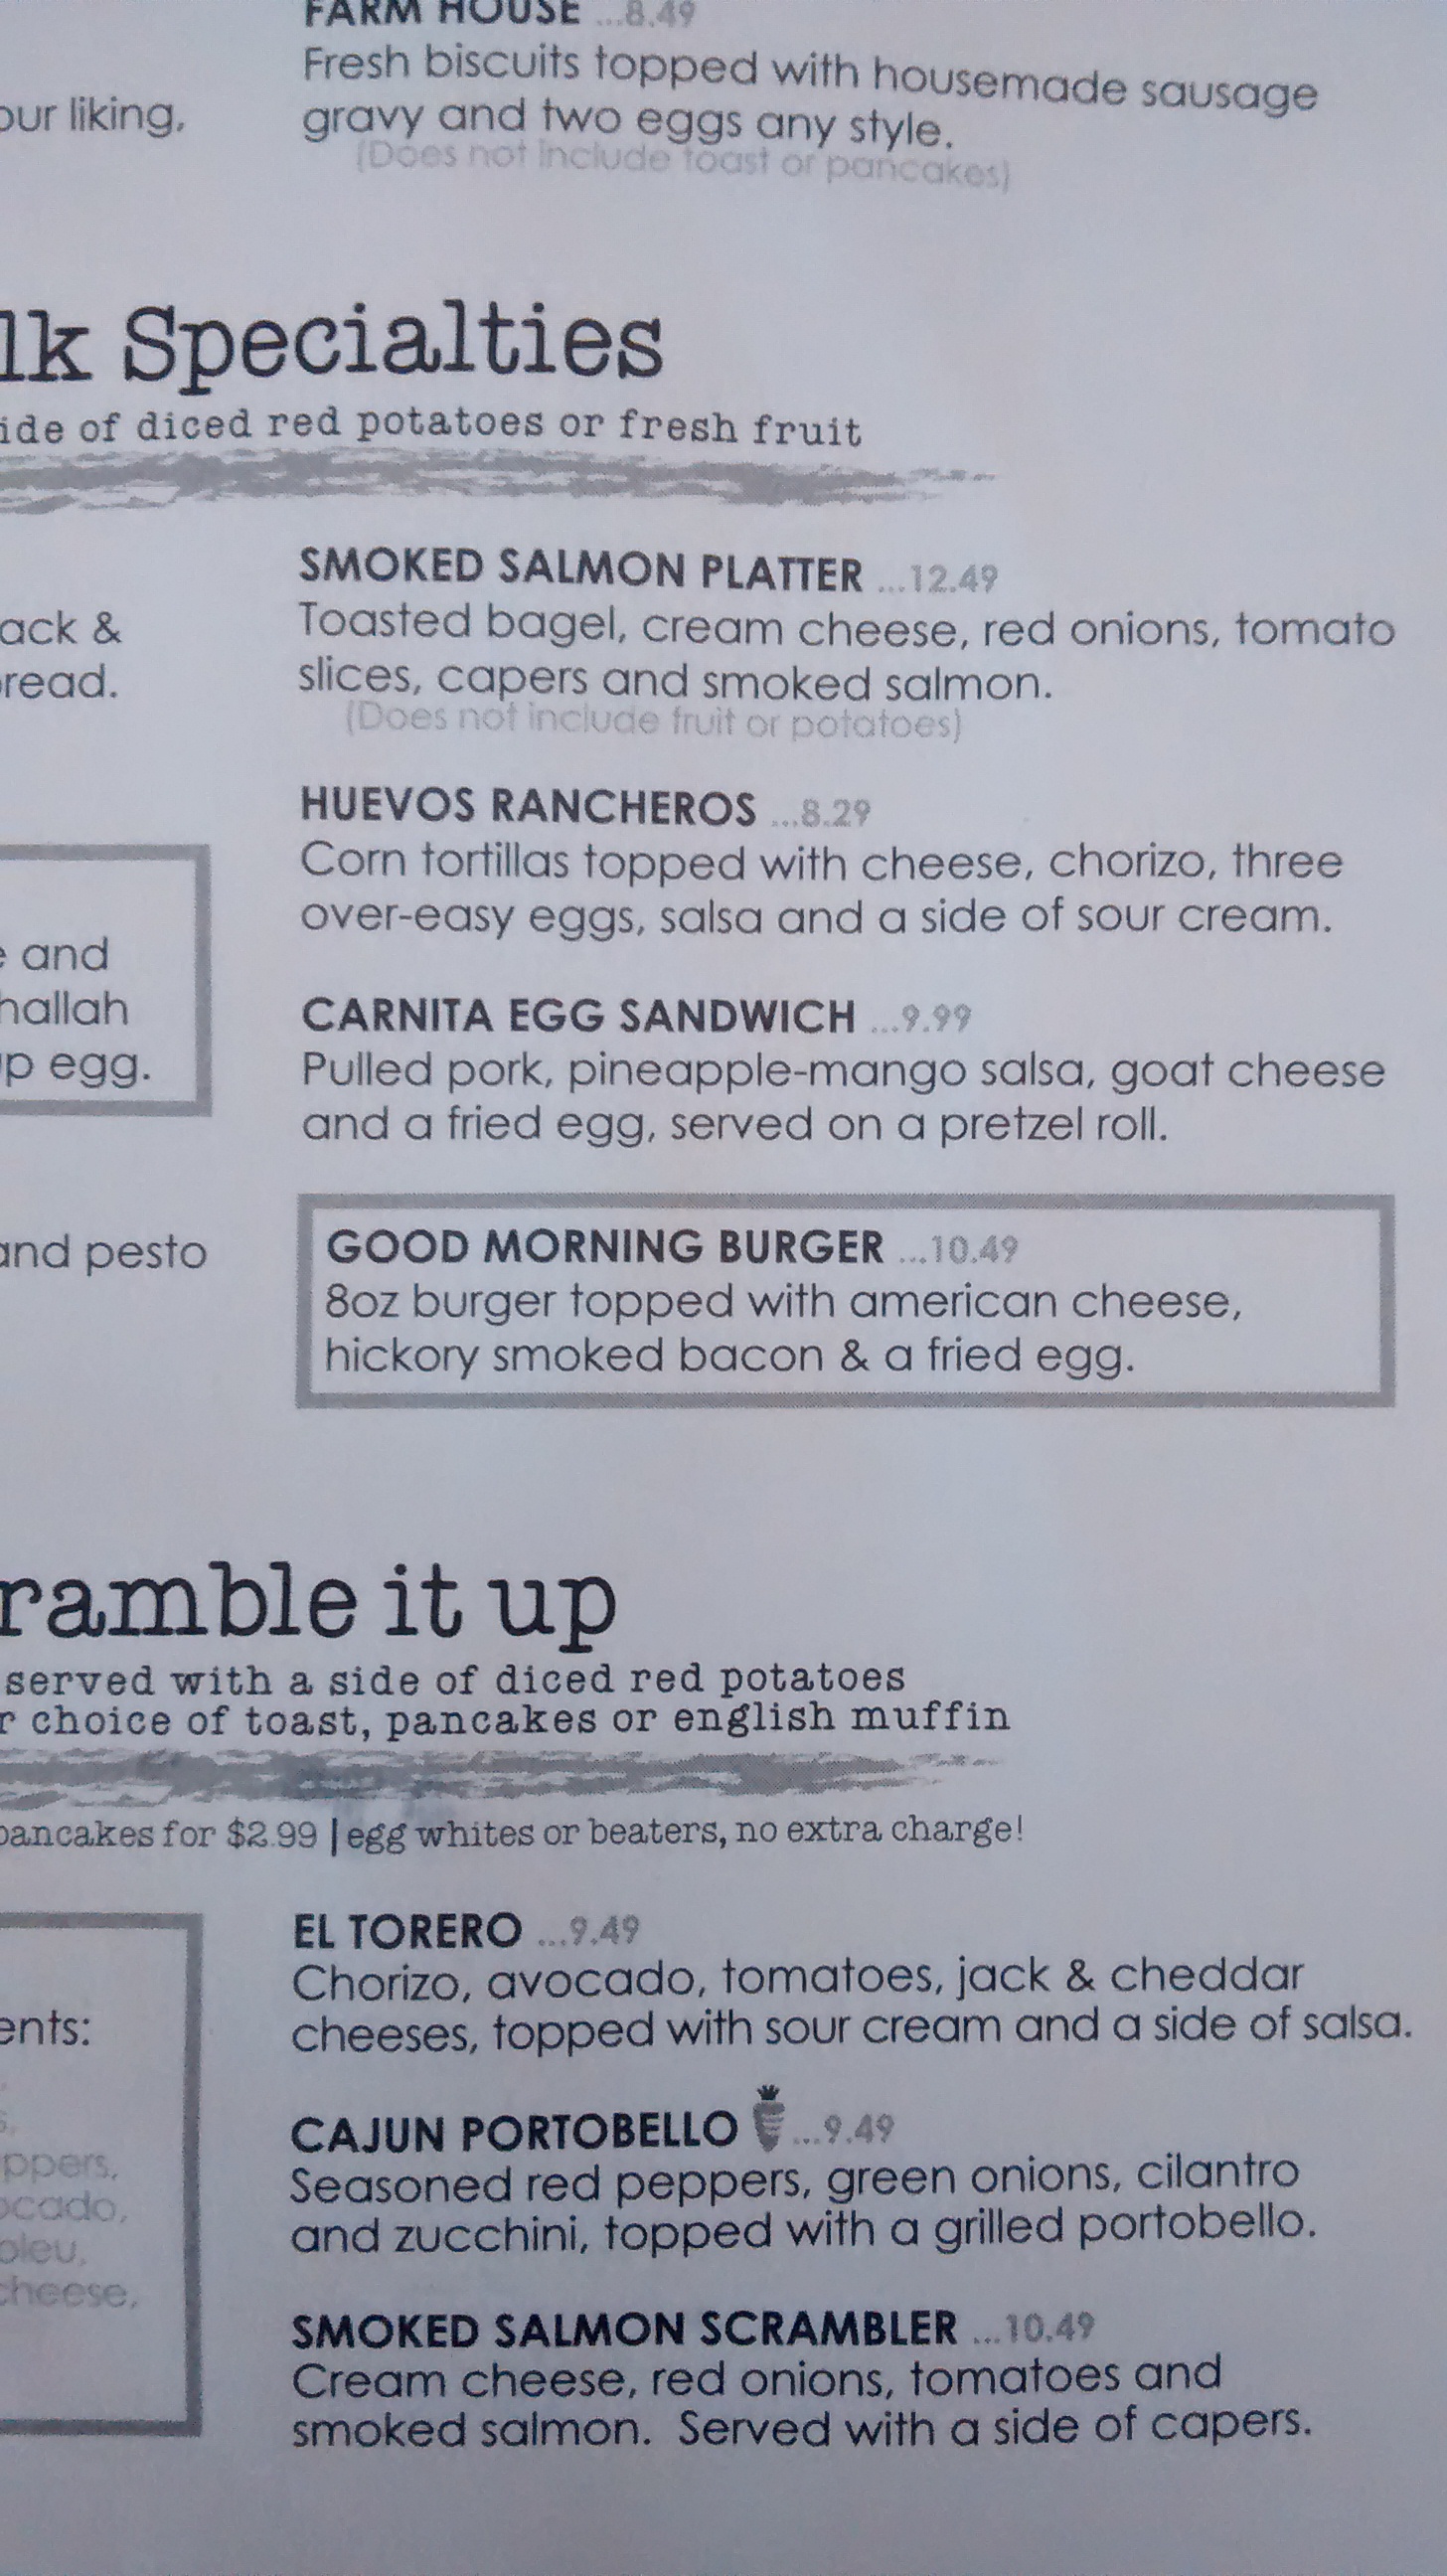 FARM HOUSE ...8.49
Fresh biscuits topped with housemade sausage
our liking,
gravy and two eggs any style.
(Does not include toast or pancakes)
lk Specialties
ide of diced red potatoes or fresh fruit
SMOKED SALMON PLATTER ...12.49
ack &
Toasted bagel, cream cheese, red onions, tomato
read.
slices, capers and smoked salmon.
(Does not include fruit or potatoes)
HUEVOS RANCHEROS ...8.29
Corn tortillas topped with cheese, chorizo, three
over-easy eggs, salsa and a side of sour cream.
e and
hallah
p egg.
CARNITA EGG SANDWICH ...9.99
Pulled pork, pineapple-mango salsa, goat cheese
and a fried egg, served on a pretzel roll.
and pesto
GOOD MORNING BURGER ...10.49
8oz burger topped with american cheese,
hickory smoked bacon & a fried egg.
ramble it up
served with a side of diced red potatoes
r choice of toast, pancakes or english muffin
pancakes for $2.99 | egg whites or beaters, no extra charge!
ents:
s,
ppers,
ocado,
bleu,
cheese,
EL TORERO ...9.49
Chorizo, avocado, tomatoes, jack & cheddar
cheeses, topped with sour cream and a side of salsa.
CAJUN PORTOBELLO ...9.49
Seasoned red peppers, green onions, cilantro
and zucchini, topped with a grilled portobello.
SMOKED SALMON SCRAMBLER ...10.49
Cream cheese, red onions, tomatoes and
smoked salmon. Served with a side of capers.